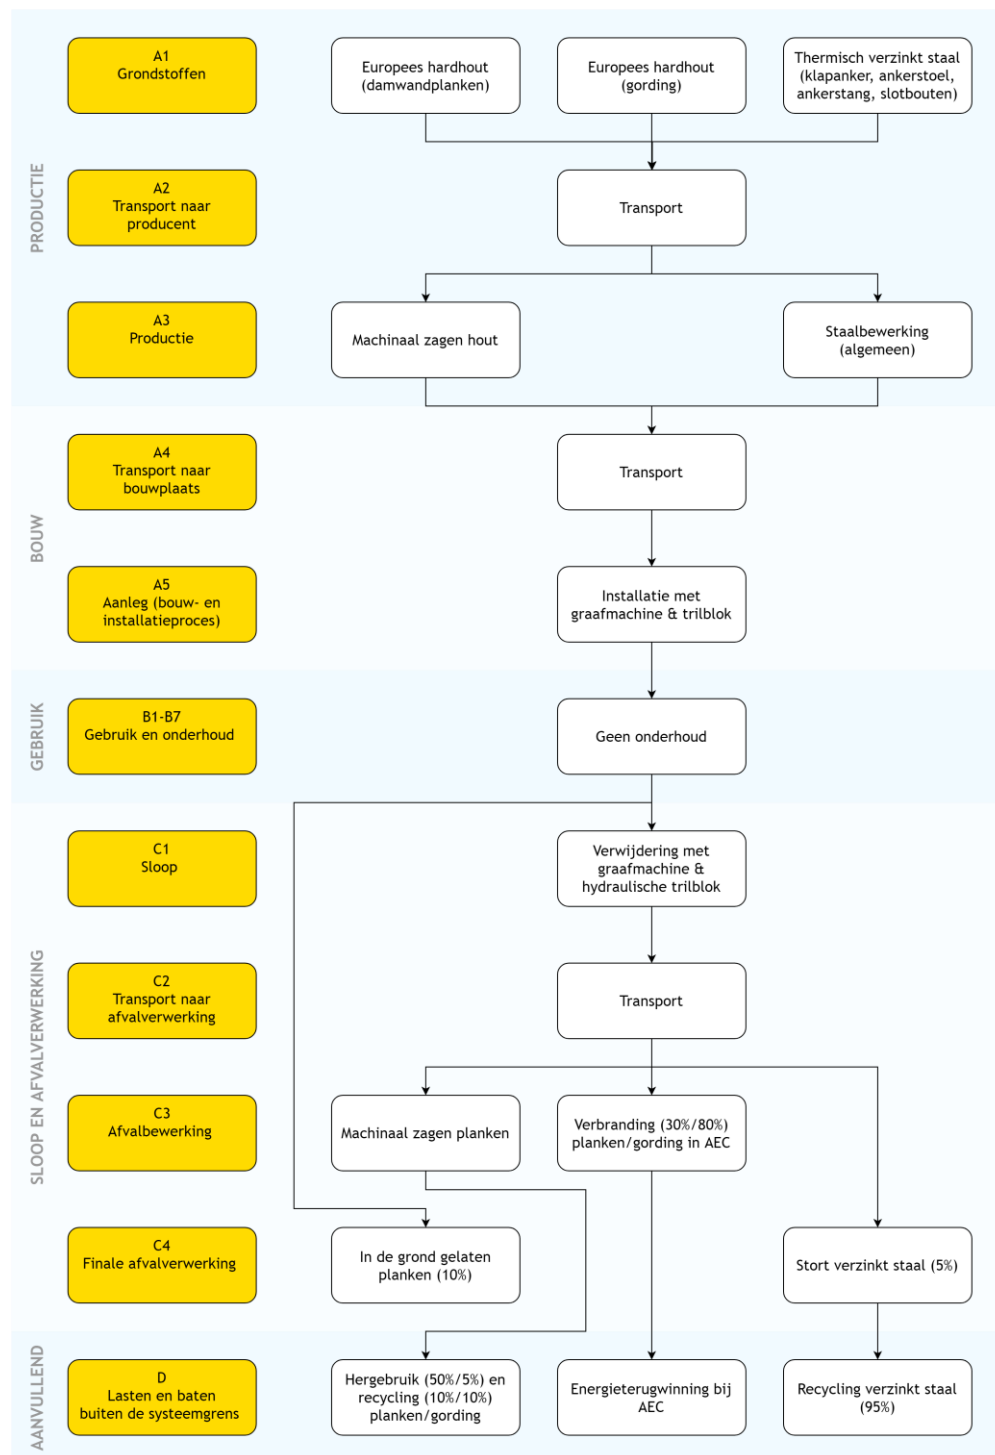 PRODUCTIE
A1
Grondstoffen
Europees hardhout
(damwandplanken)
Europees hardhout
(gording)
Thermisch verzinkt staal
(klapanker, ankerstoel,
ankerstang, slotbouten)
A2
Transport naar
producent
Transport
A3
Productie
Machinaal zagen hout
Staalbewerking
(algemeen)
BOUW
A4
Transport naar
bouwplaats
Transport
A5
Aanleg (bouw- en
installatieproces)
Installatie met
graafmachine & trilblok
GEBRUIK
B1-B7
Gebruik en onderhoud
Geen onderhoud
SLOOP EN AFVALVERWERKING
C1
Sloop
Verwijdering met
graafmachine &
hydraulische trilblok
C2
Transport naar
afvalverwerking
Transport
C3
Afvalbewerking
Machinaal zagen planken
Verbranding (30%/80%)
planken/gording in AEC
C4
Finale afvalverwerking
In de grond gelaten
planken (10%)
Stort verzinkt staal (5%)
AANVULLEND
D
Lasten en baten
buiten de systeemgrens
Hergebruik (50%/5%) en
recycling (10%/10%)
planken/gording
Energieterugwinning bij
AEC
Recycling verzinkt staal
(95%)